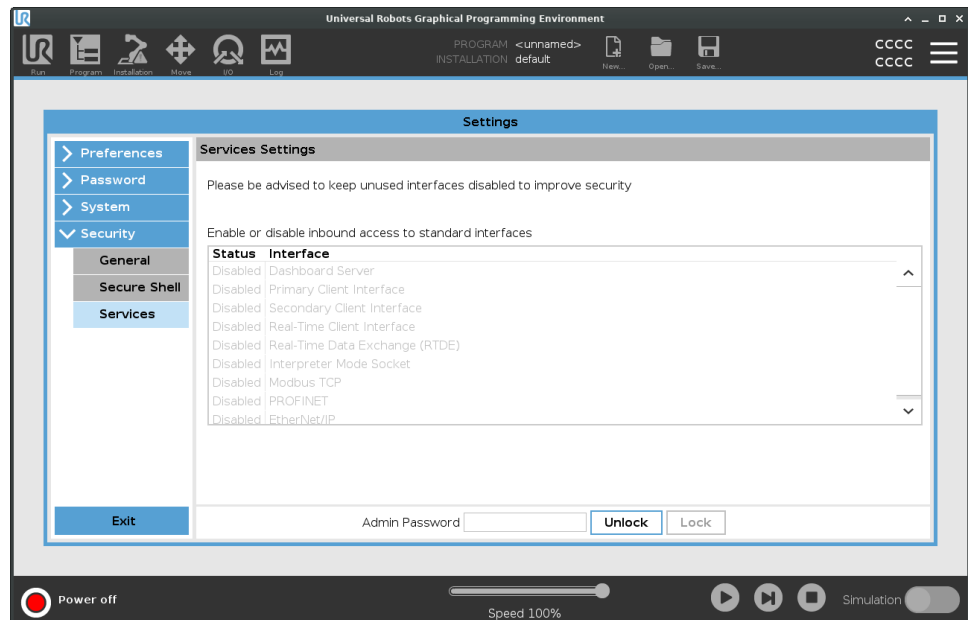 UR Universal Robots Graphical Programming Environment
UR PROGRAM <unnamed> CCCC
INSTALLATION default CCCC
Run Program Installation Move I/O Log New... Open... Save...
Settings
Preferences
Password
System
Security
General
Secure Shell
Services
Exit
Services Settings
Please be advised to keep unused interfaces disabled to improve security
Enable or disable inbound access to standard interfaces
Status Interface
Disabled Dashboard Server
Disabled Primary Client Interface
Disabled Secondary Client Interface
Disabled Real-Time Client Interface
Disabled Real-Time Data Exchange (RTDE)
Disabled Interpreter Mode Socket
Disabled Modbus TCP
Disabled PROFINET
Disabled EtherNet/IP
Admin Password Unlock Lock
Power off
Speed 100%
Simulation